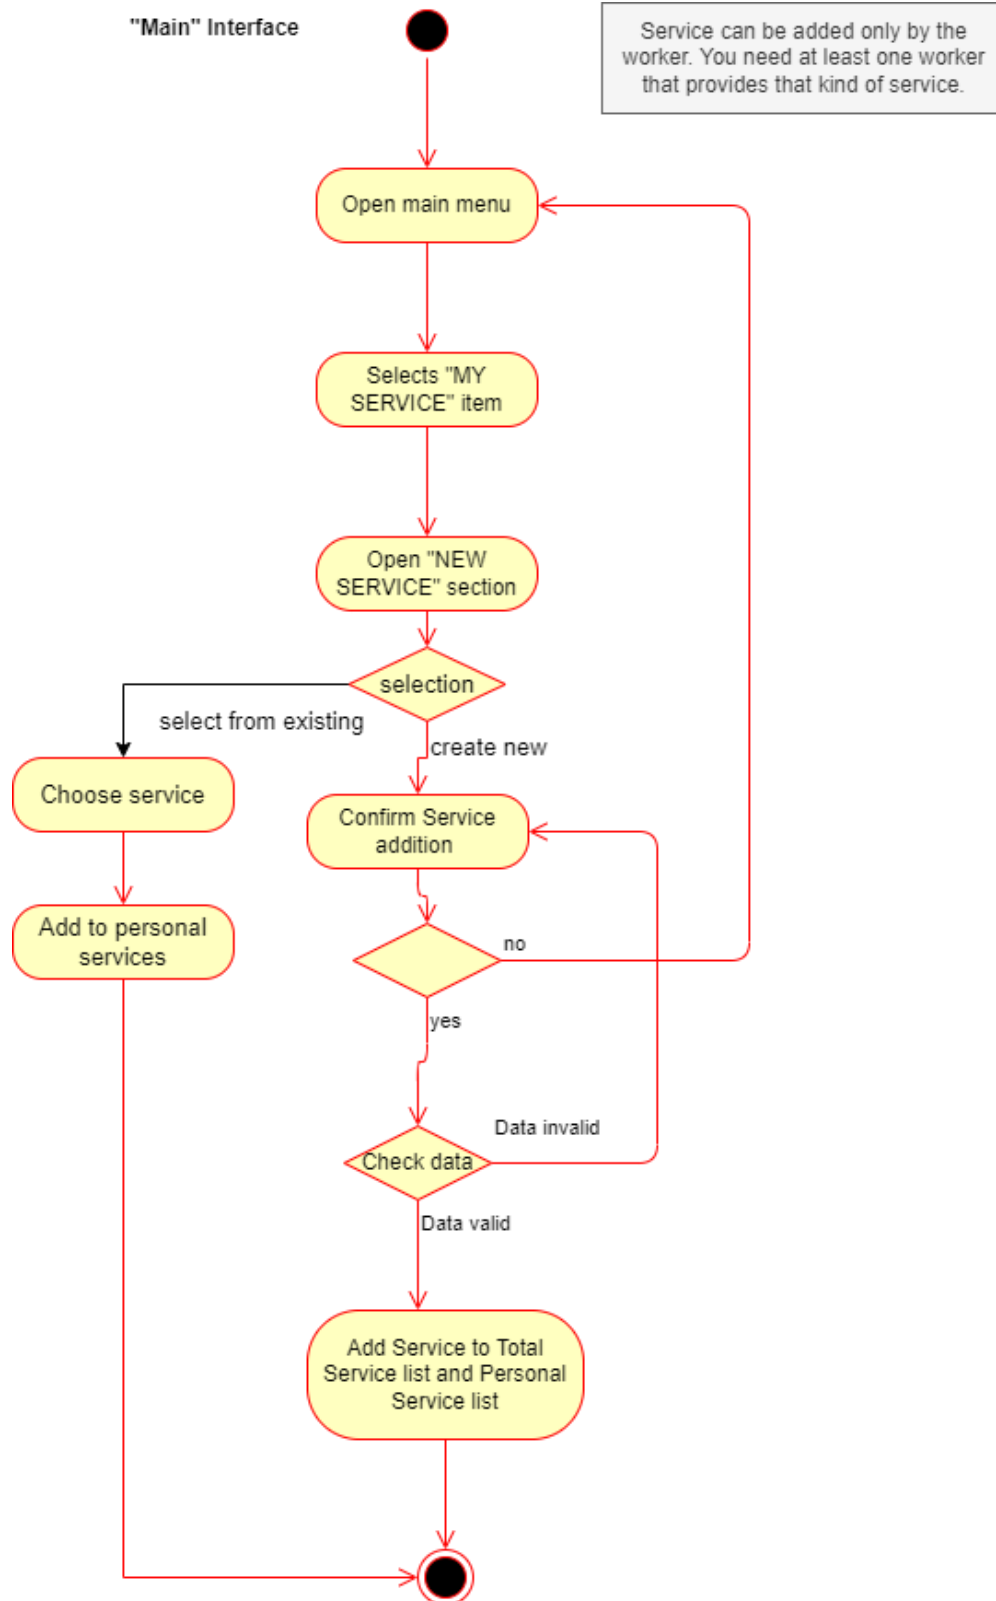 "Main" Interface
Service can be added only by the
worker. You need at least one worker
that provides that kind of service.
Open main menu
Selects "MY
SERVICE" item
Open "NEW
SERVICE" section
selection
select from existing
create new
Choose service
Confirm Service
addition
Add to personal
services
no
yes
Data invalid
Check data
Data valid
Add Service to Total
Service list and Personal
Service list